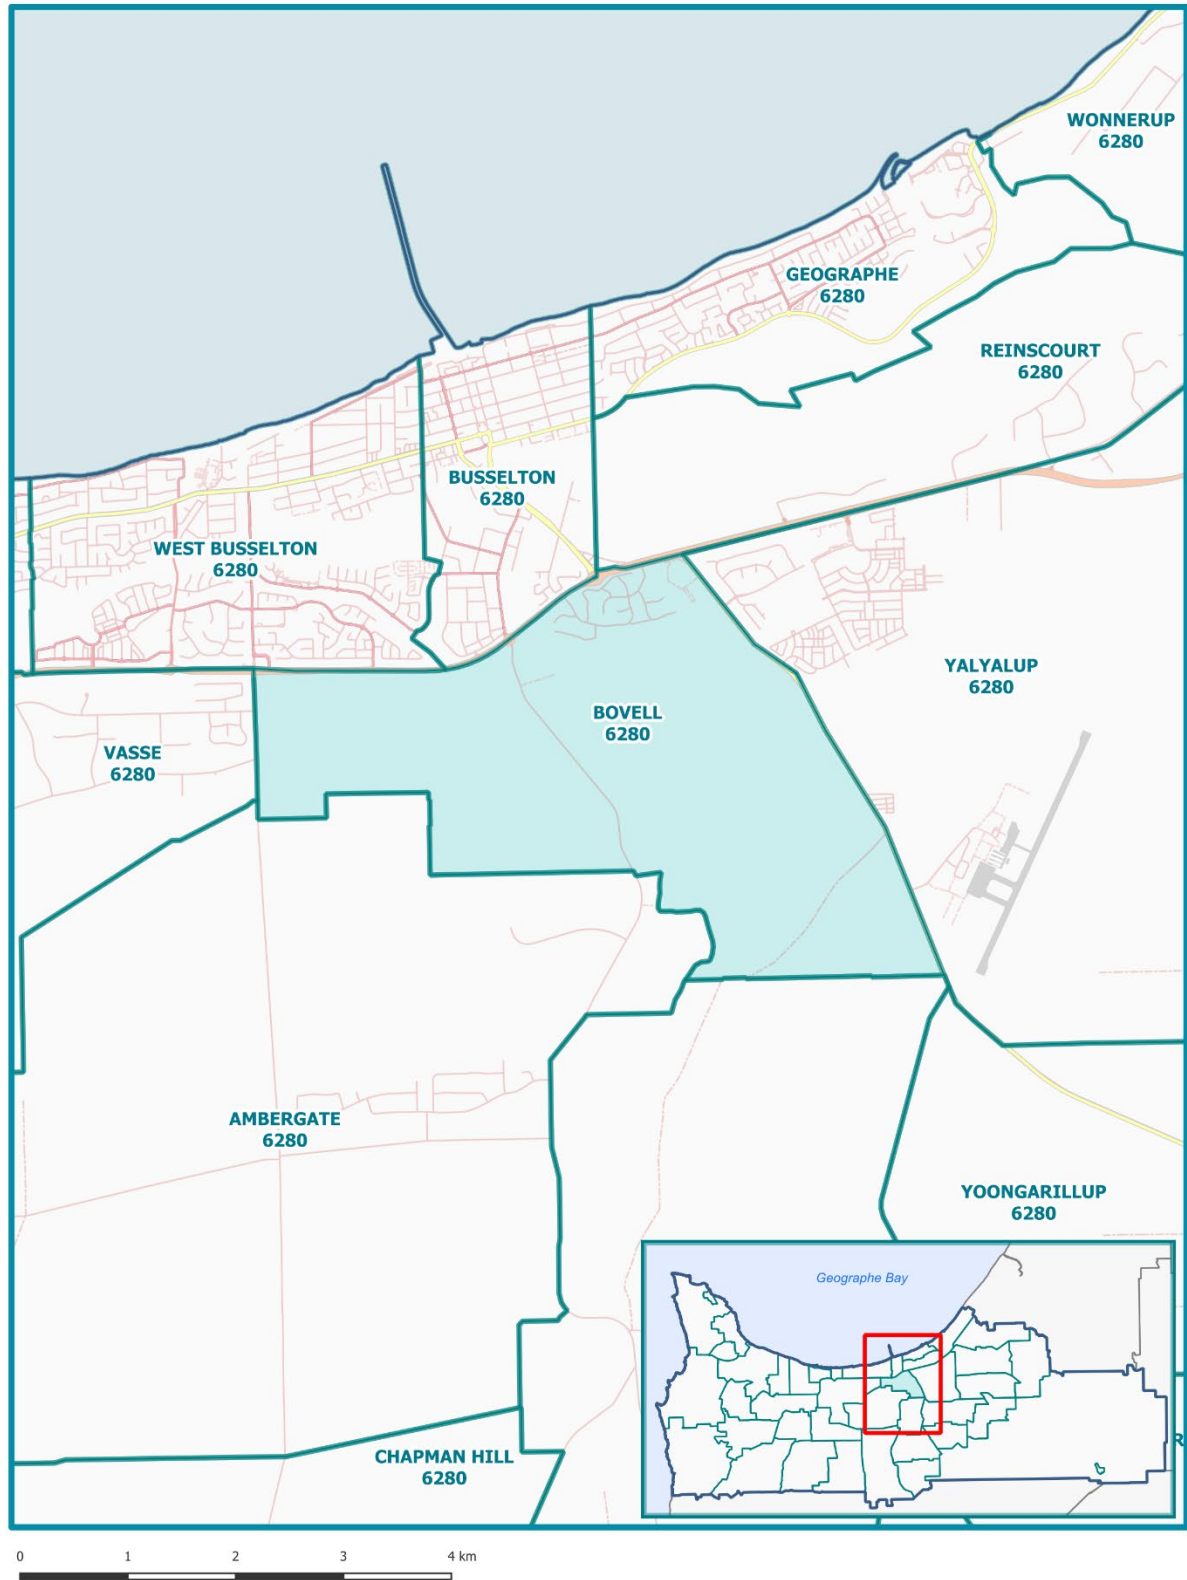 WONNERUP
6280
GEOGRAPHE
6280
REINSCOURT
6280
BUSSELTON
6280
WEST BUSSELTON
6280
YALYALUP
6280
BOVELL
6280
VASSE
6280
AMBERGATE
6280
YOONGARILLUP
6280
Geographe Bay
CHAPMAN HILL
6280
R
0 1 2 3 4 km